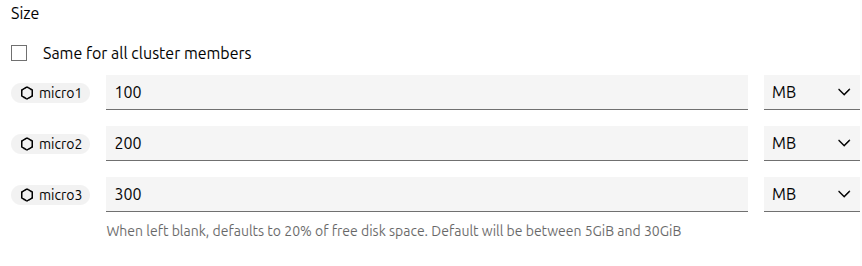 Size
Same for all cluster members
micro1 100 MB
micro2 200 MB
micro3 300 MB
When left blank, defaults to 20% of free disk space. Default will be between 5GiB and 30GiB